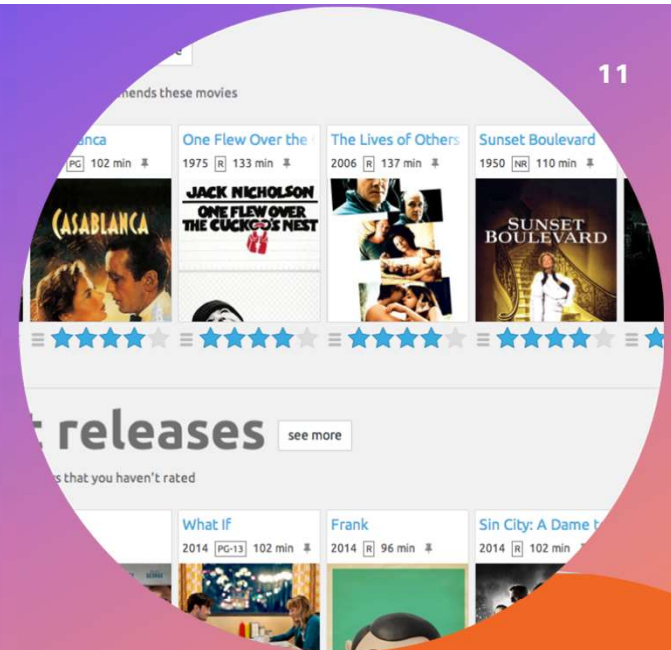 11
these movies
One Flew Over the
The Lives of Others
Sunset Boulevard
PG 102 min
1975 R 133 min
2006 R 137 min
1950 NR 110 min
CASABLANCA
JACK NICHOLSON
ONE FLEW OVER
THE CUCKOO'S NEST
SUNSET
BOULEVARD
releases
see more
that you haven't rated
What If
Frank
Sin City: A Dame
2014 PG-13 102 min
2014 R 96 min
2014 R 102 min